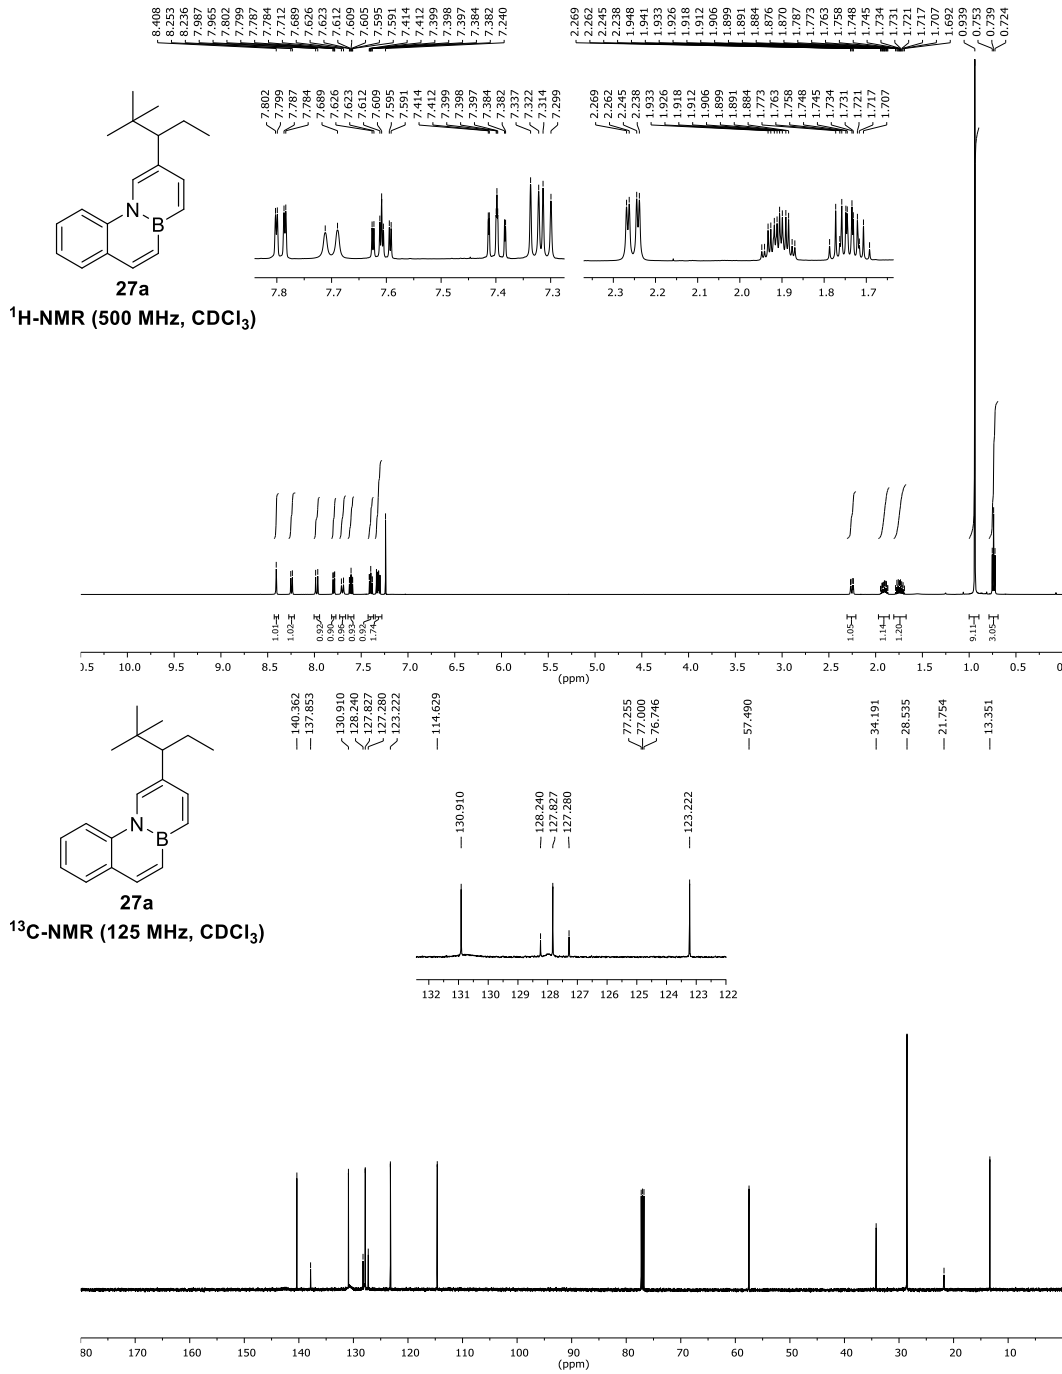 8.408 8.253 8.236 7.987 7.965 7.802 7.799 7.787 7.784 7.712 7.689 7.626 7.623 7.612 7.609 7.605 7.595 7.591 7.414 7.412 7.399 7.398 7.397 7.384 7.382 7.240
2.269 2.262 2.245 2.238 1.948 1.941 1.933 1.926 1.918 1.912 1.906 1.899 1.891 1.884 1.876 1.870 1.787 1.773 1.763 1.758 1.748 1.745 1.734 1.731 1.721 1.717 1.707 1.692 0.939 0.753 0.739 0.724
7.802 7.799 7.787 7.784 7.689 7.626 7.623 7.612 7.609 7.595 7.591 7.414 7.412 7.399 7.398 7.397 7.384 7.382 7.337 7.322 7.314 7.299
2.269 2.262 2.245 2.238 1.933 1.926 1.918 1.912 1.906 1.899 1.891 1.884 1.773 1.763 1.758 1.748 1.745 1.734 1.731 1.721 1.717 1.707
N
B
27a
¹H-NMR (500 MHz, CDCl₃)
7.8 7.7 7.6 7.5 7.4 7.3
2.3 2.2 2.1 2.0 1.9 1.8 1.7
1.01 1.02 0.92 0.90 0.96 0.93 0.92 1.74 1.05 1.14 1.20 9.11 3.05
0.5 10.0 9.5 9.0 8.5 8.0 7.5 7.0 6.5 6.0 5.5 5.0 4.5 4.0 3.5 3.0 2.5 2.0 1.5 1.0 0.5 0
(ppm)
140.362 137.853 130.910 128.240 127.827 127.280 123.222 114.629 77.255 77.000 76.746 57.490 34.191 28.535 21.754 13.351
N
B
27a
¹³C-NMR (125 MHz, CDCl₃)
130.910 128.240 127.827 127.280 123.222
132 131 130 129 128 127 126 125 124 123 122
80 170 160 150 140 130 120 110 100 90 80 70 60 50 40 30 20 10
(ppm)